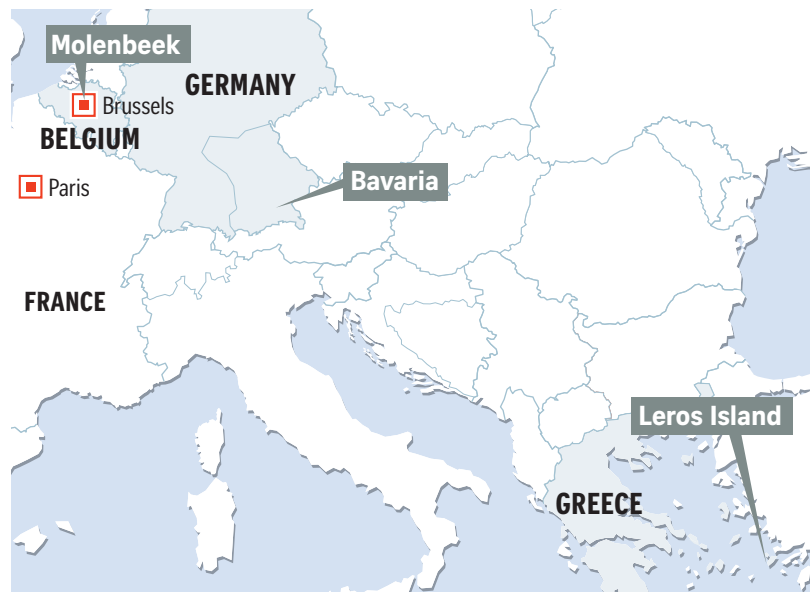 Molenbeek
GERMANY
Brussels
BELGIUM
Bavaria
Paris
FRANCE
Leros Island
GREECE